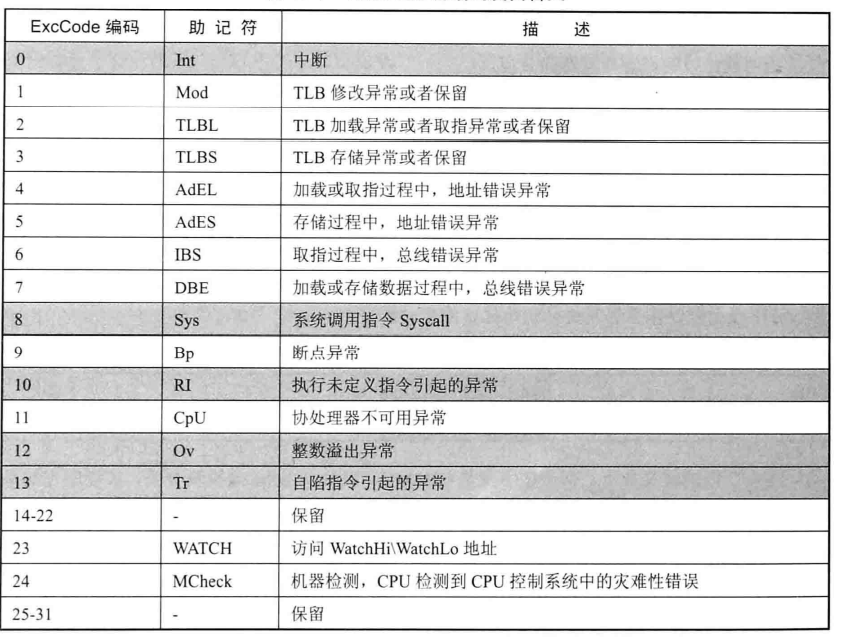 ExcCode 编码 助记符 描 述
0 Int 中断
1 Mod TLB 修改异常或者保留
2 TLBL TLB 加载异常或者取指异常或者保留
3 TLBS TLB 存储异常或者保留
4 AdEL 加载或取指过程中，地址错误异常
5 AdES 存储过程中，地址错误异常
6 IBS 取指过程中，总线错误异常
7 DBE 加载或存储数据过程中，总线错误异常
8 Sys 系统调用指令 Syscall
9 Bp 断点异常
10 RI 执行未定义指令引起的异常
11 CpU 协处理器不可用异常
12 Ov 整数溢出异常
13 Tr 自陷指令引起的异常
14-22 - 保留
23 WATCH 访问 WatchHi\WatchLo 地址
24 MCheck 机器检测，CPU 检测到 CPU 控制系统中的灾难性错误
25-31 - 保留